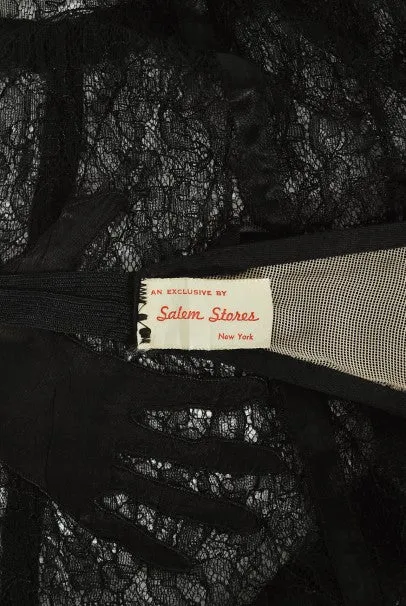 AN EXCLUSIVE BY
Salem Stores
New York